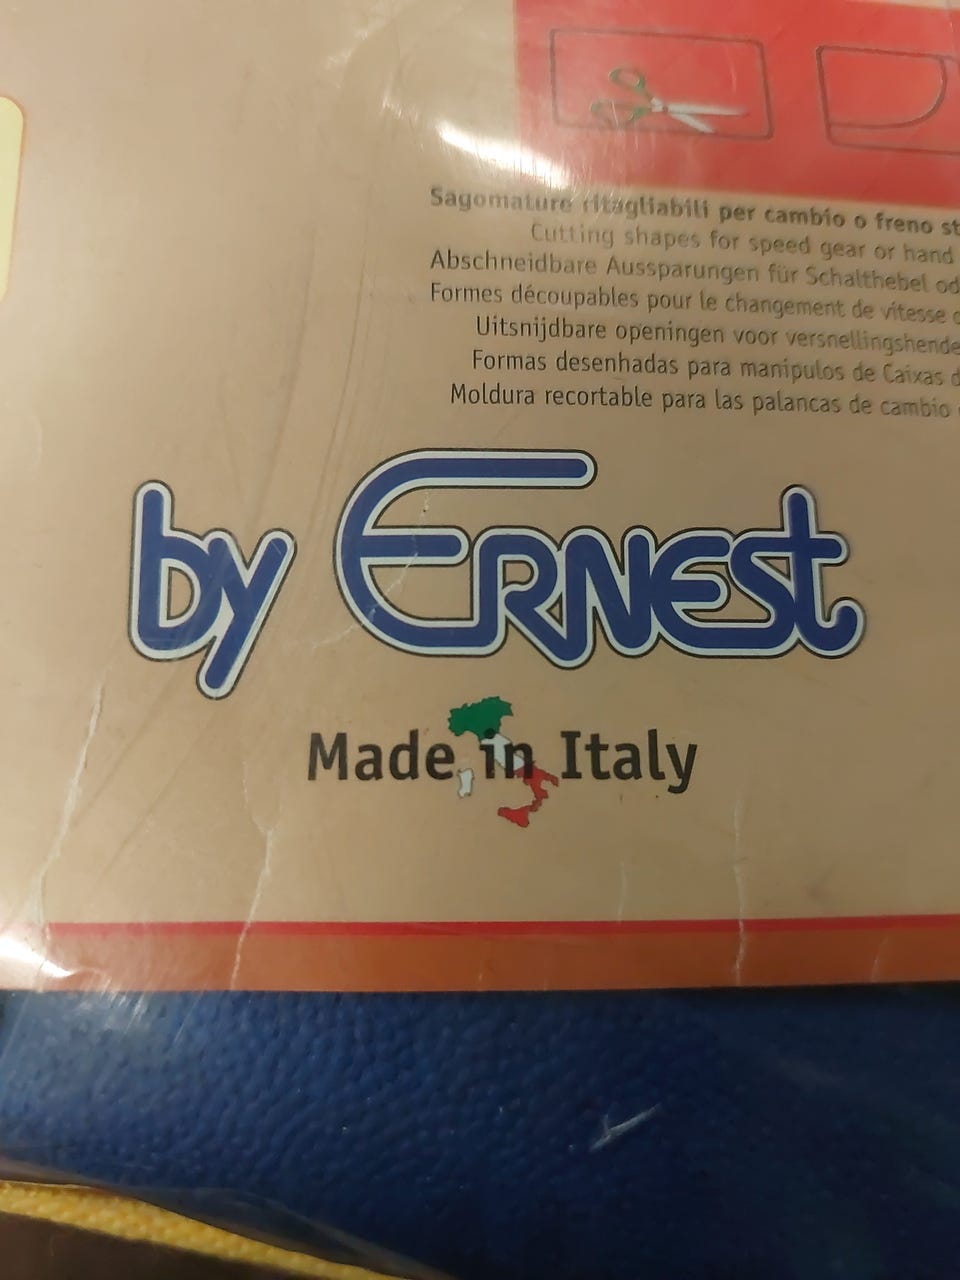 Sagomature ritagliabili per cambio o freno
Cutting shapes for speed gear or hand
Abschneidbare Aussparungen für Schalthebel
Formes découpables pour le changement de vitesse
Uitsnijdbare openingen voor
Formas desenhadas para manipulos de Caixas
Moldura recortable para las palancas de cambio
by ERNESt
Made in Italy